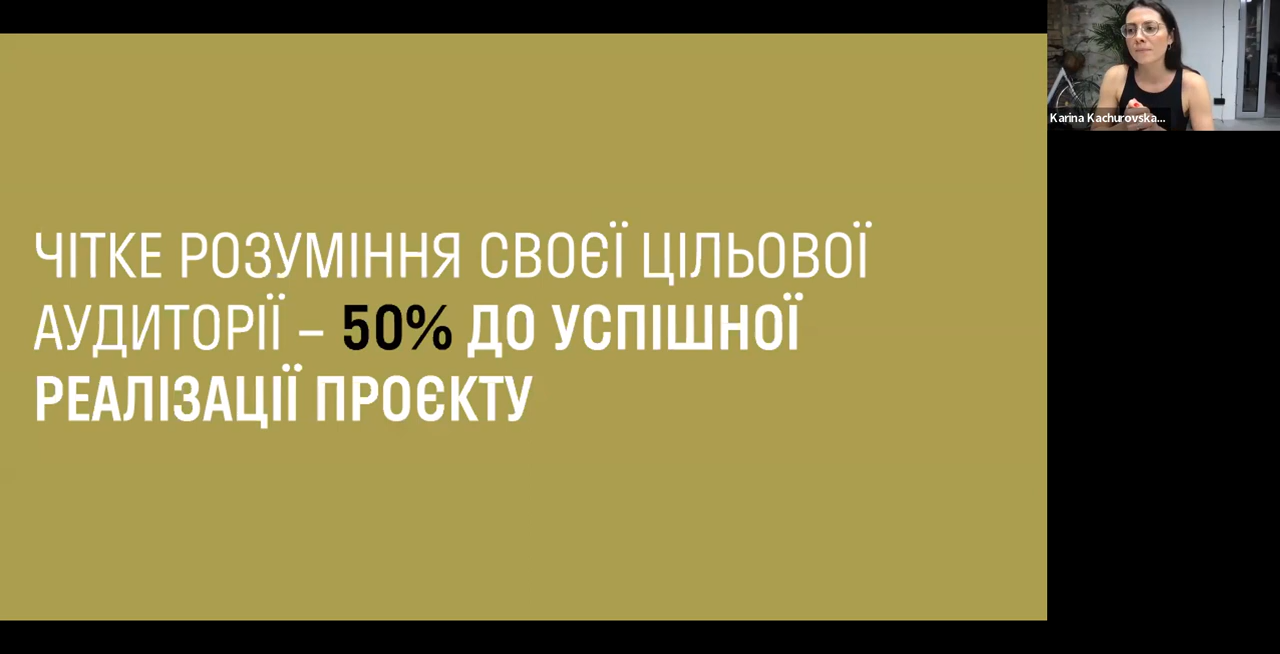 ЧІТКЕ РОЗУМІННЯ СВОЄЇ ЦІЛЬОВОЇ
АУДИТОРІЇ – 50% ДО УСПІШНОЇ
РЕАЛІЗАЦІЇ ПРОЄКТУ
Karina Kachurovska...